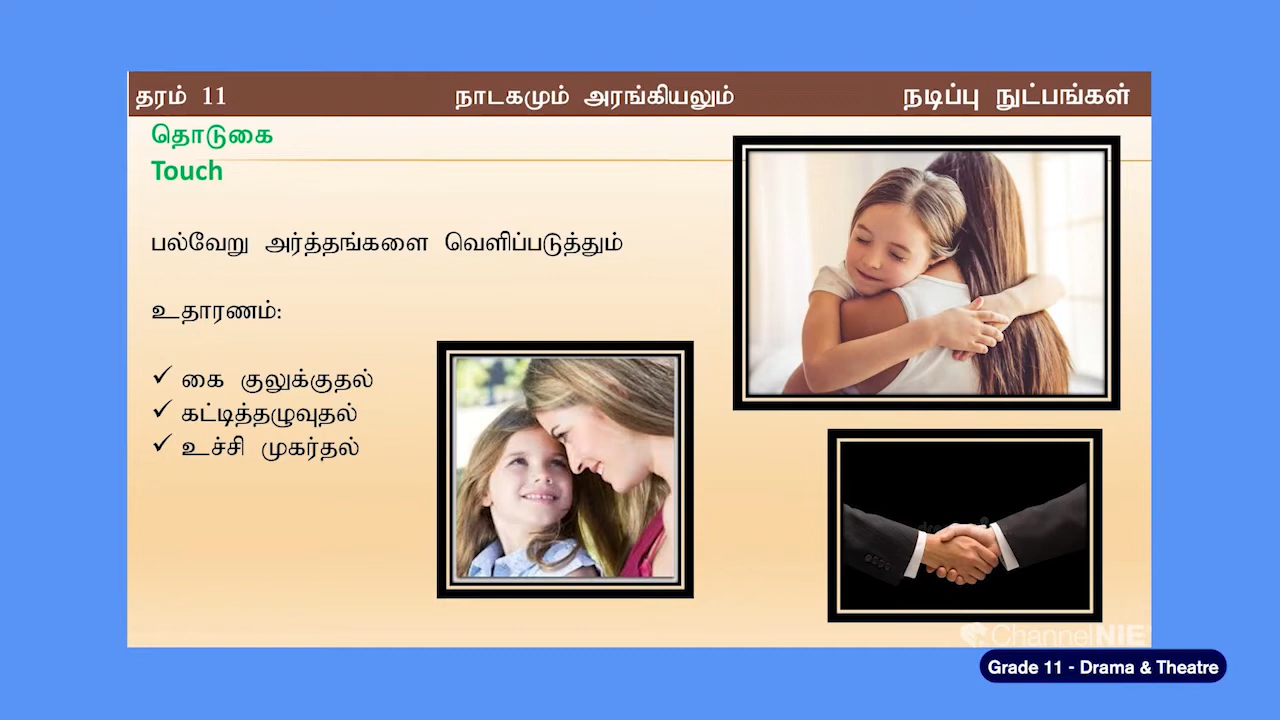 தரம் 11 நாடகமும் அரங்கியலும் நடிப்பு நுட்பங்கள்
தொடுகை
Touch
பல்வேறு அர்த்தங்களை வெளிப்படுத்தும்
உதாரணம்:
✓ கை குலுக்குதல்
✓ கட்டித்தழுவுதல்
✓ உச்சி முகர்தல்
ChannelNIE
Grade 11 - Drama & Theatre